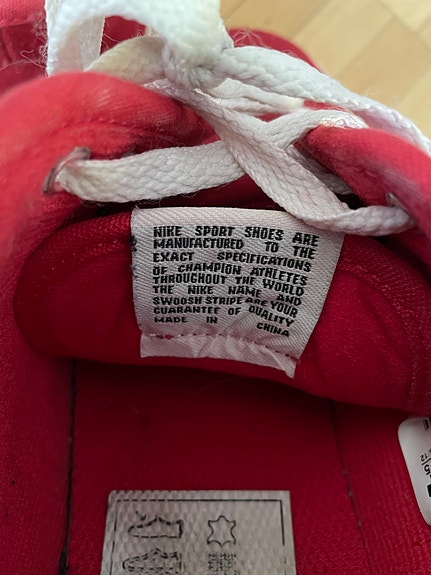 NIKE SPORT SHOES ARE
MANUFACTURED TO THE
EXACT SPECIFICATIONS
OF CHAMPION ATHLETES
THROUGHOUT THE WORLD
THE NIKE NAME AND
SWOOSH STRIPE ARE YOUR
GUARANTEE OF QUALITY
MADE IN CHINA